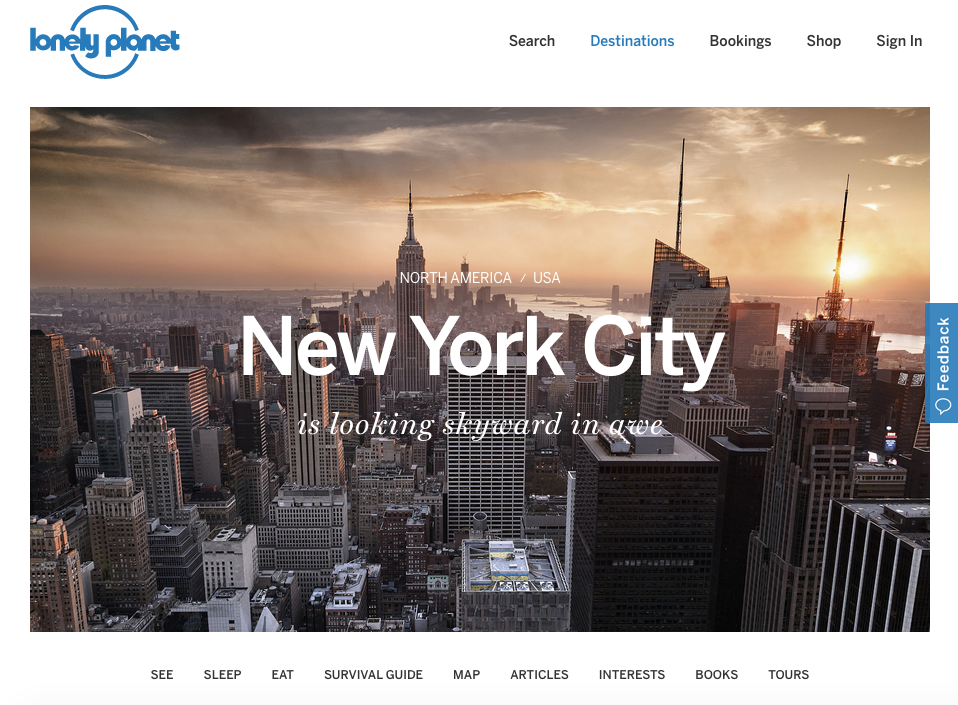 lonely planet
Search Destinations Bookings Shop Sign In
NORTH AMERICA / USA
New York City
is looking skyward in awe
Feedback
SEE SLEEP EAT SURVIVAL GUIDE MAP ARTICLES INTERESTS BOOKS TOURS